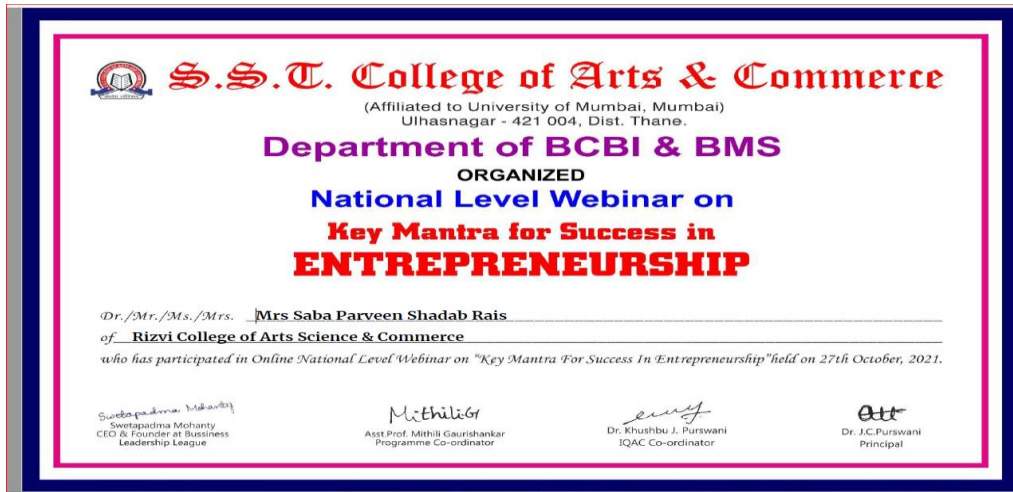 S.S.T. College of Arts & Commerce
(Affiliated to University of Mumbai, Mumbai)
Ulhasnagar - 421 004, Dist. Thane.
Department of BCBI & BMS
ORGANIZED
National Level Webinar on
Key Mantra for Success in
ENTREPRENEURSHIP
Dr./Mr./Ms./Mrs. Mrs Saba Parveen Shadab Rais
of Rizvi College of Arts Science & Commerce
who has participated in Online National Level Webinar on "Key Mantra For Success In Entrepreneurship"held on 27th October, 2021.
Swetapadma Mohanty MithiliG
Swetapadma Mohanty Asst.Prof. Mithili Gaurishankar Dr. Khushbu J. Purswani Dr. J.C.Purswani
CEO & Founder at Bussiness Programme Co-ordinator IQAC Co-ordinator Principal
Leadership League